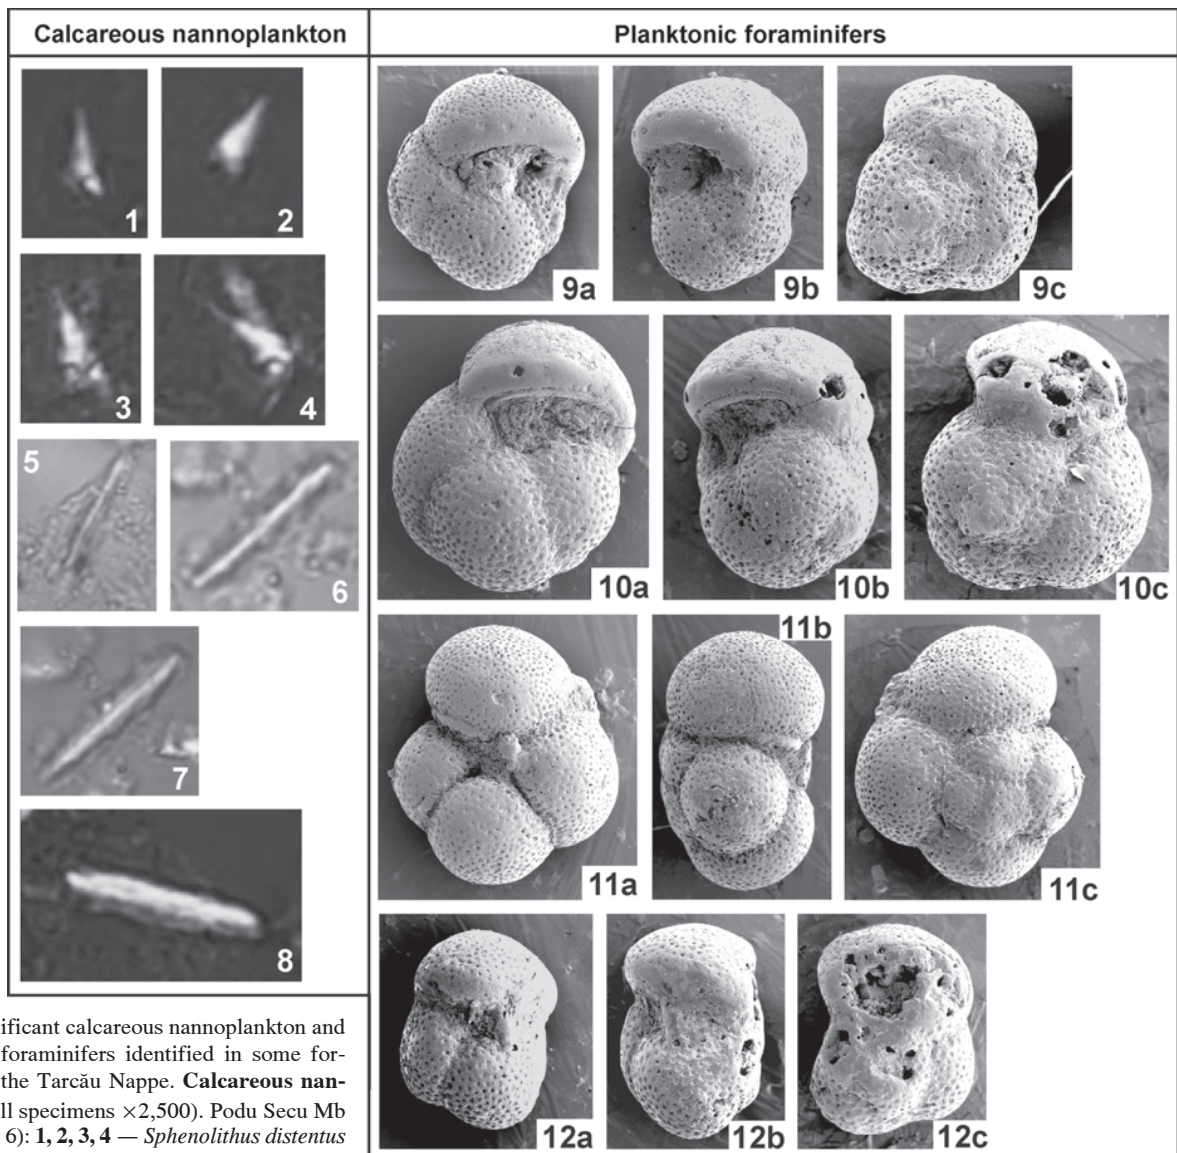 Calcareous nannoplankton
Planktonic foraminifers
1
2
3
4
5
6
7
8
9a
9b
9c
10a
10b
10c
11a
11b
11c
12a
12b
12c
ificant calcareous nannoplankton and
foraminifers identified in some for-
the Tarcău Nappe. Calcareous nan-
ll specimens ×2,500). Podu Secu Mb
6): 1, 2, 3, 4 — Sphenolithus distentus